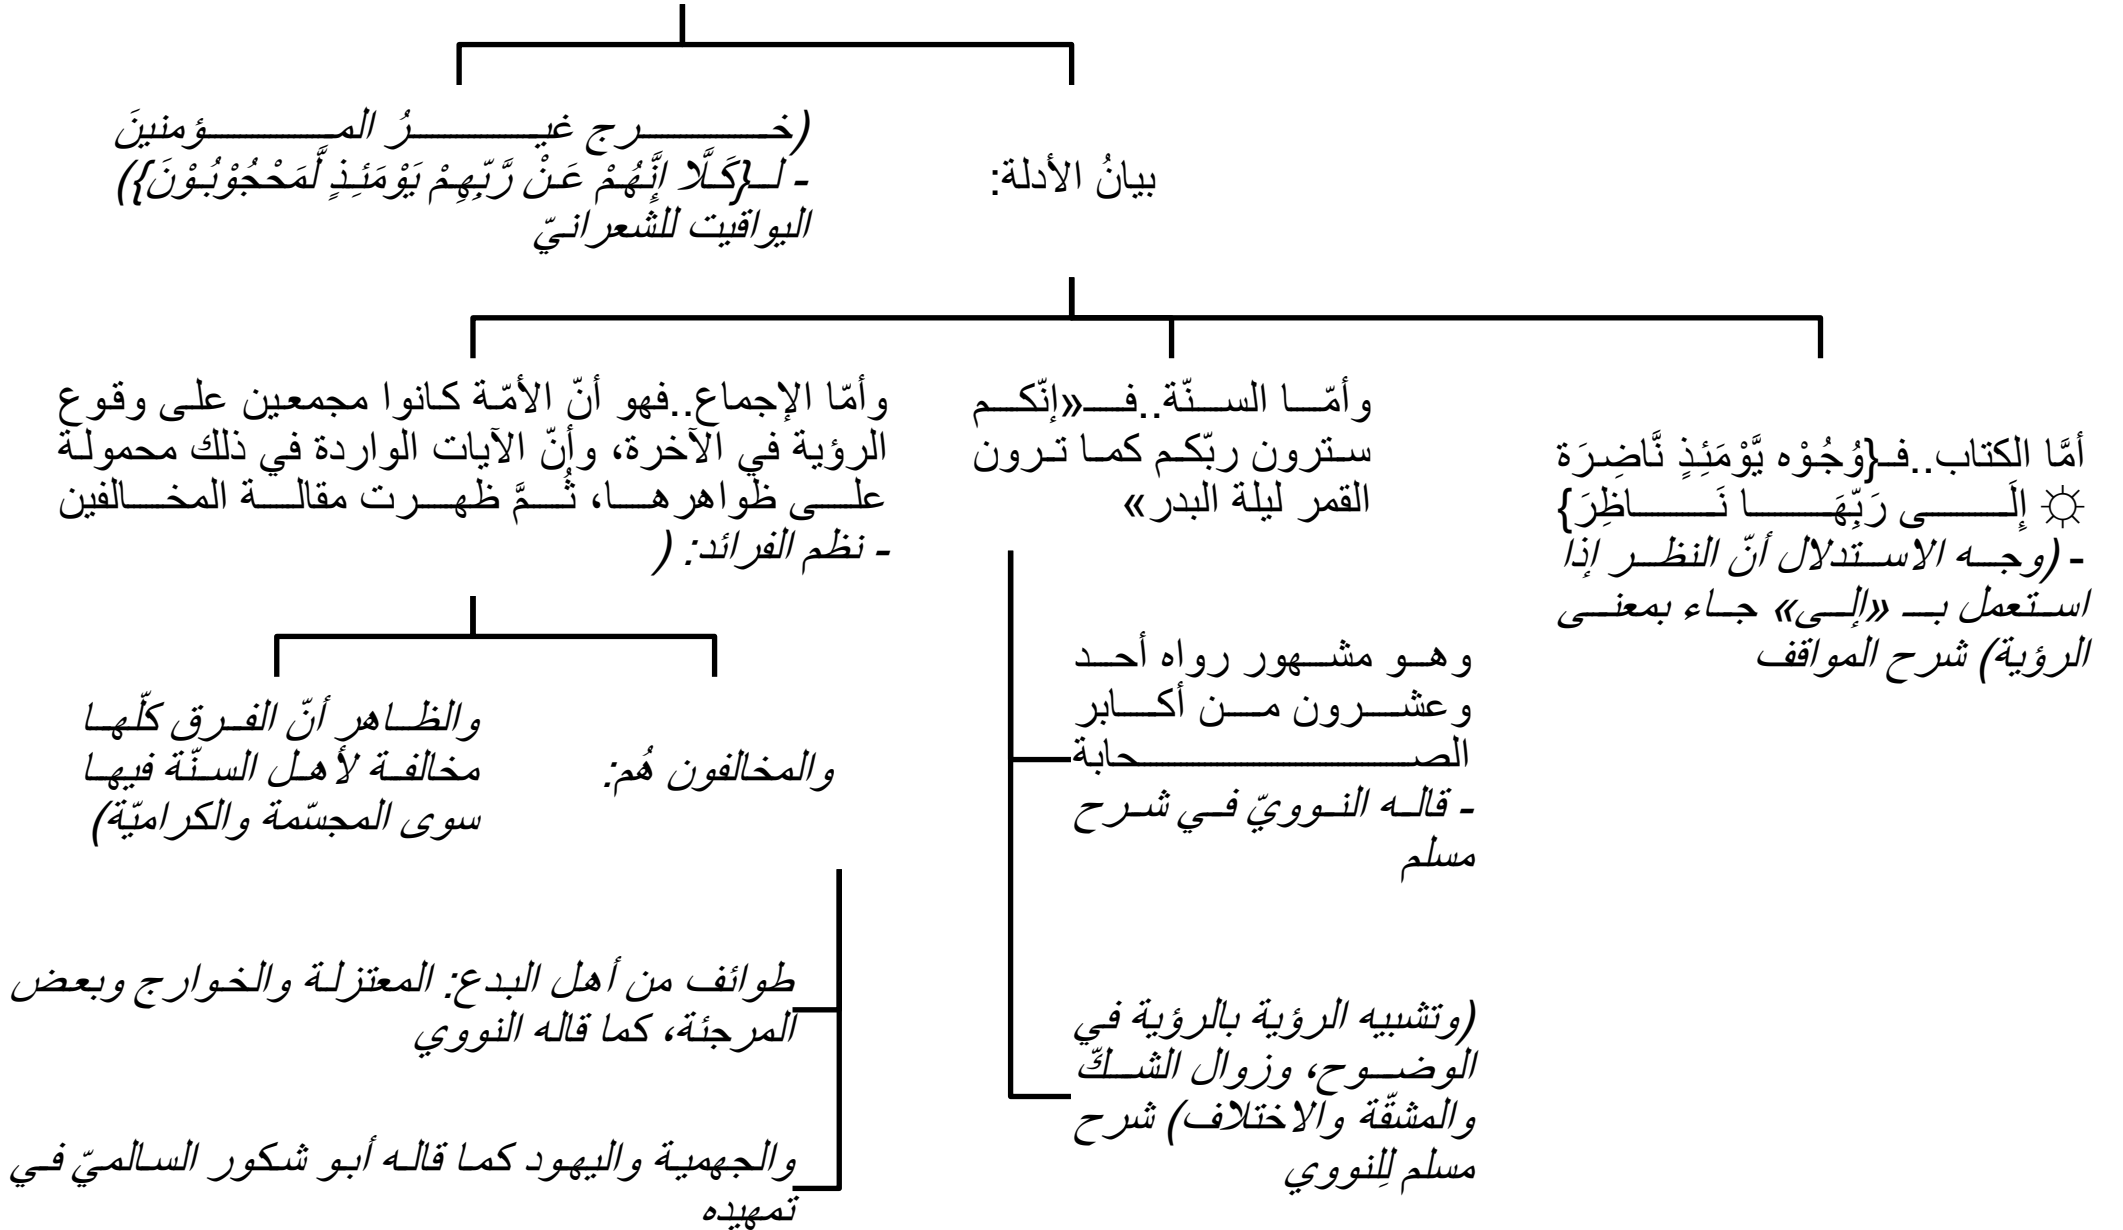 بيانُ الأدلة:
(خرج غيرُ المؤمنينَ
- لـ{كَلَّا إِنَّهُمْ عَنْ رَّبِّهِمْ يَوْمَئِذٍ لَّمَحْجُوْبُوْنَ})
اليواقيت للشعرانيّ
أمَّا الكتاب..فـ{وُجُوْه يَّوْمَئِذٍ نَّاضِرَة
☼ إِلَى رَبِّهَا نَاظِرَ}
- (وجه الاستدلال أنّ النظر إذا
استعمل بـ «إلى» جاء بمعنى
الرؤية) شرح المواقف
وأمّا السنّة..فـ«إنّكم
سترون ربّكم كما ترون
القمر ليلة البدر»
وهو مشهور رواه أحد
وعشرون من أكابر
الصحابة
- قاله النوويّ في شرح
مسلم
(وتشبيه الرؤية بالرؤية في
الوضوح، وزوال الشكّ
والمشقّة والاختلاف) شرح
مسلم لِلنووي
وأمّا الإجماع..فهو أنّ الأمّة كانوا مجمعين على وقوع
الرؤية في الآخرة، وأنّ الآيات الواردة في ذلك محمولة
على ظواهرها، ثُمَّ ظهرت مقالة المخالفين
- نظم الفرائد: (
والمخالفون هُم:
طوائف من أهل البدع: المعتزلة والخوارج وبعض
المرجئة، كما قاله النووي
والجهمية واليهود كما قاله أبو شكور السالميّ في
تمهيده
والظاهر أنّ الفرق كلّها
مخالفة لأهل السنّة فيها
سوى المجسّمة والكراميّة)